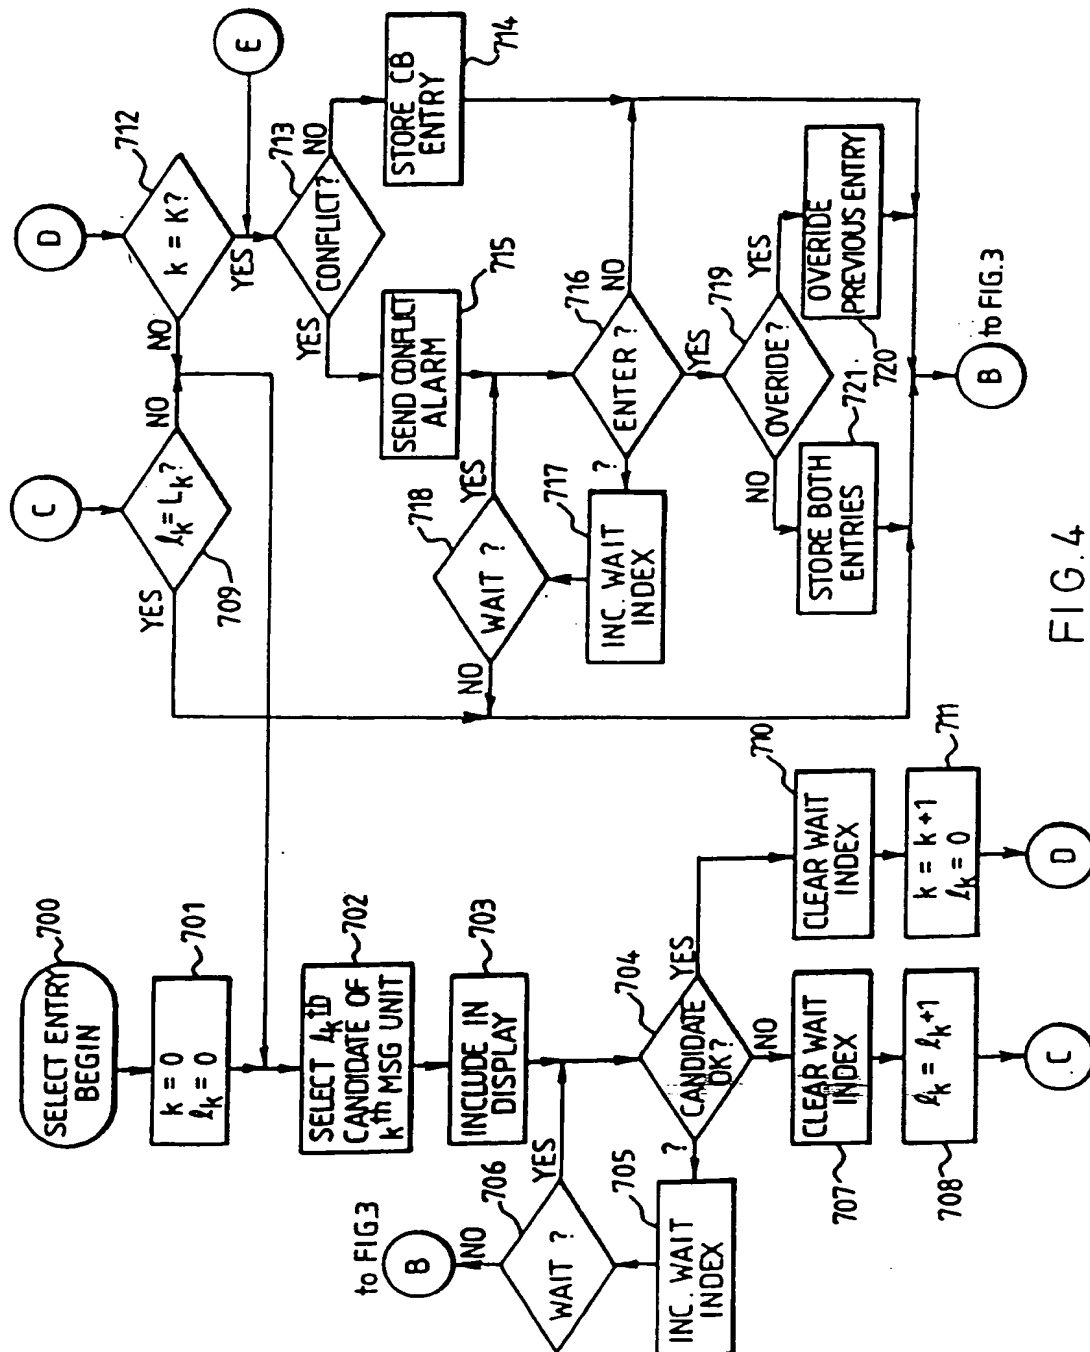 700
SELECT ENTRY
BEGIN
701
k = 0
ℓk = 0
702
SELECT ℓk th
CANDIDATE OF
kth MSG UNIT
703
INCLUDE IN
DISPLAY
704
CANDIDATE
OK?
YES
NO
?
705
INC. WAIT
INDEX
706
WAIT ?
YES
NO
B
to FIG.3
707
CLEAR WAIT
INDEX
708
ℓk = ℓk+1
C
710
CLEAR WAIT
INDEX
711
k = k+1
ℓk = 0
D
C
ℓk = Lk?
709
YES
NO
D
712
k = K?
NO
YES
E
713
CONFLICT?
YES
NO
714
STORE CB
ENTRY
715
SEND CONFLICT
ALARM
716
ENTER ?
NO
YES
?
717
INC. WAIT
INDEX
718
WAIT ?
YES
NO
719
OVERIDE?
YES
NO
720
OVERIDE
PREVIOUS ENTRY
721
STORE BOTH
ENTRIES
B
to FIG.3
FIG. 4